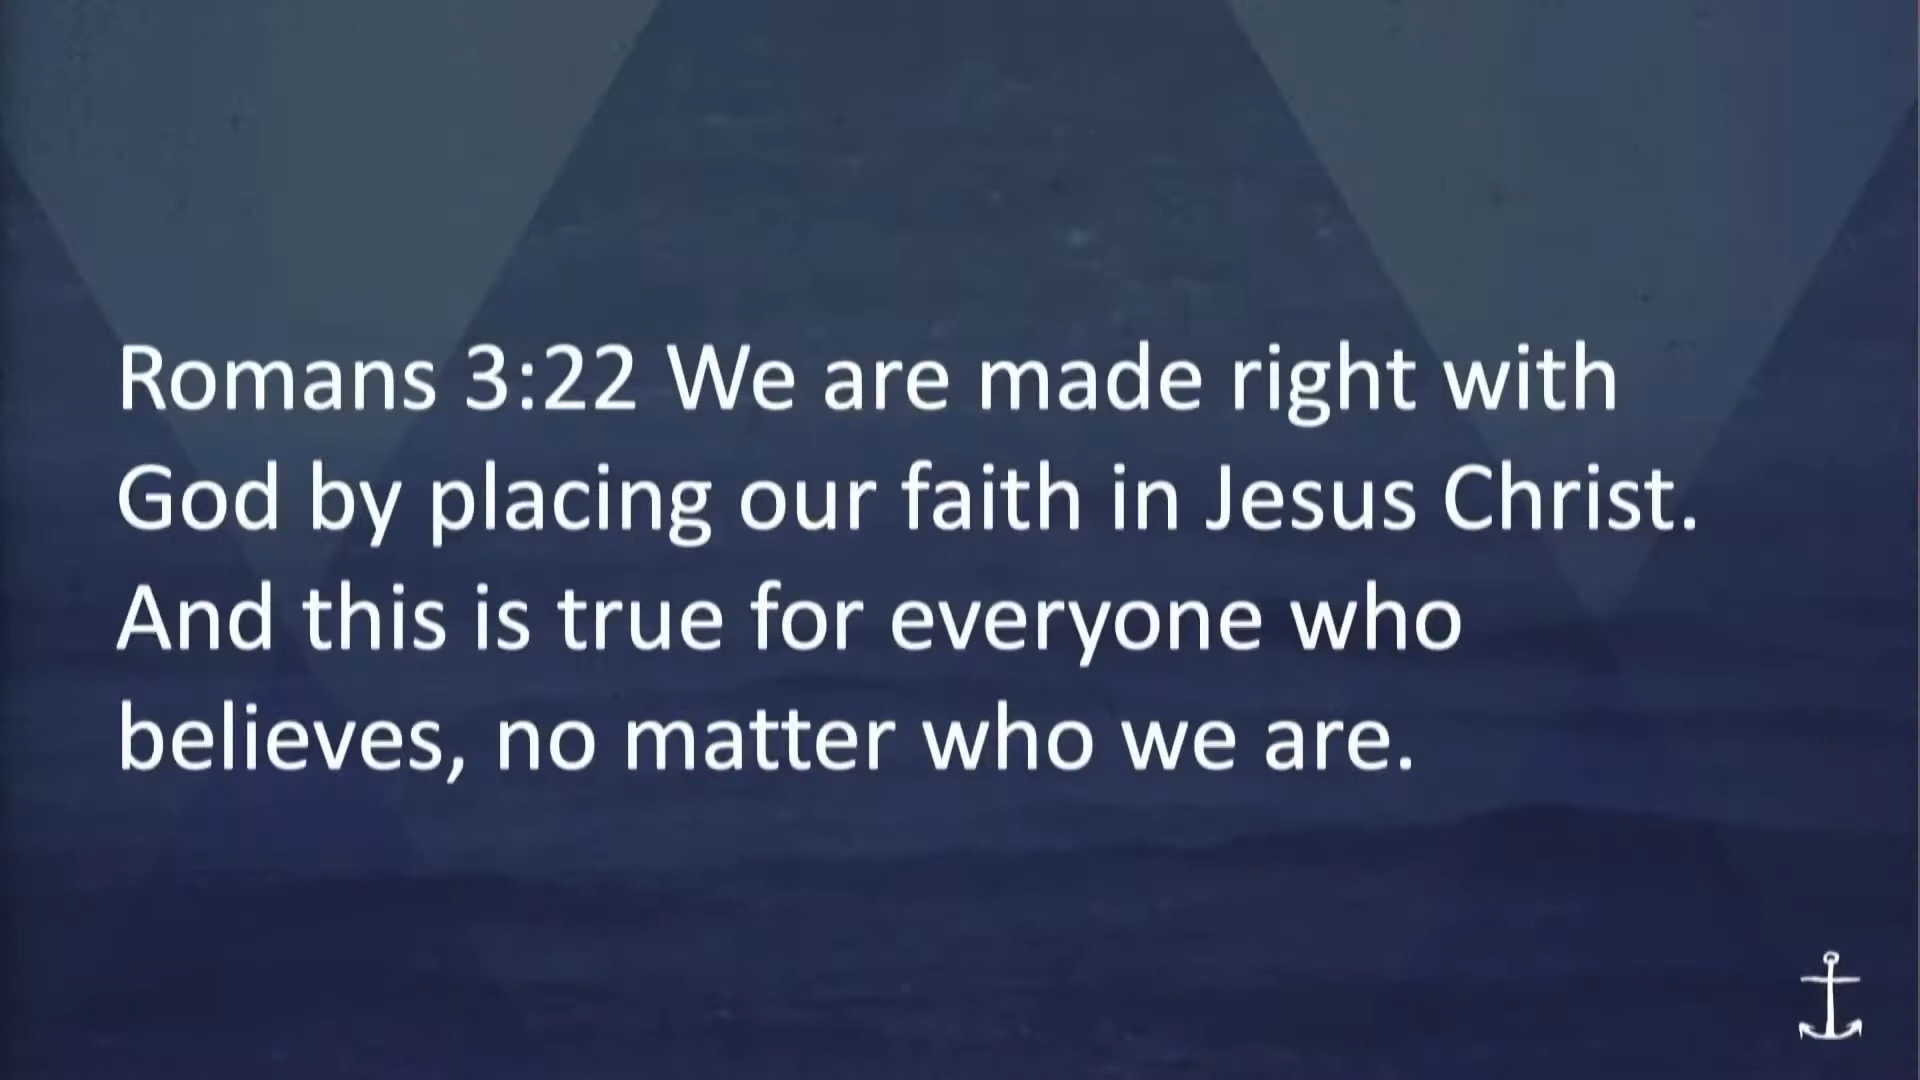 Romans 3:22 We are made right with
God by placing our faith in Jesus Christ.
And this is true for everyone who
believes, no matter who we are.